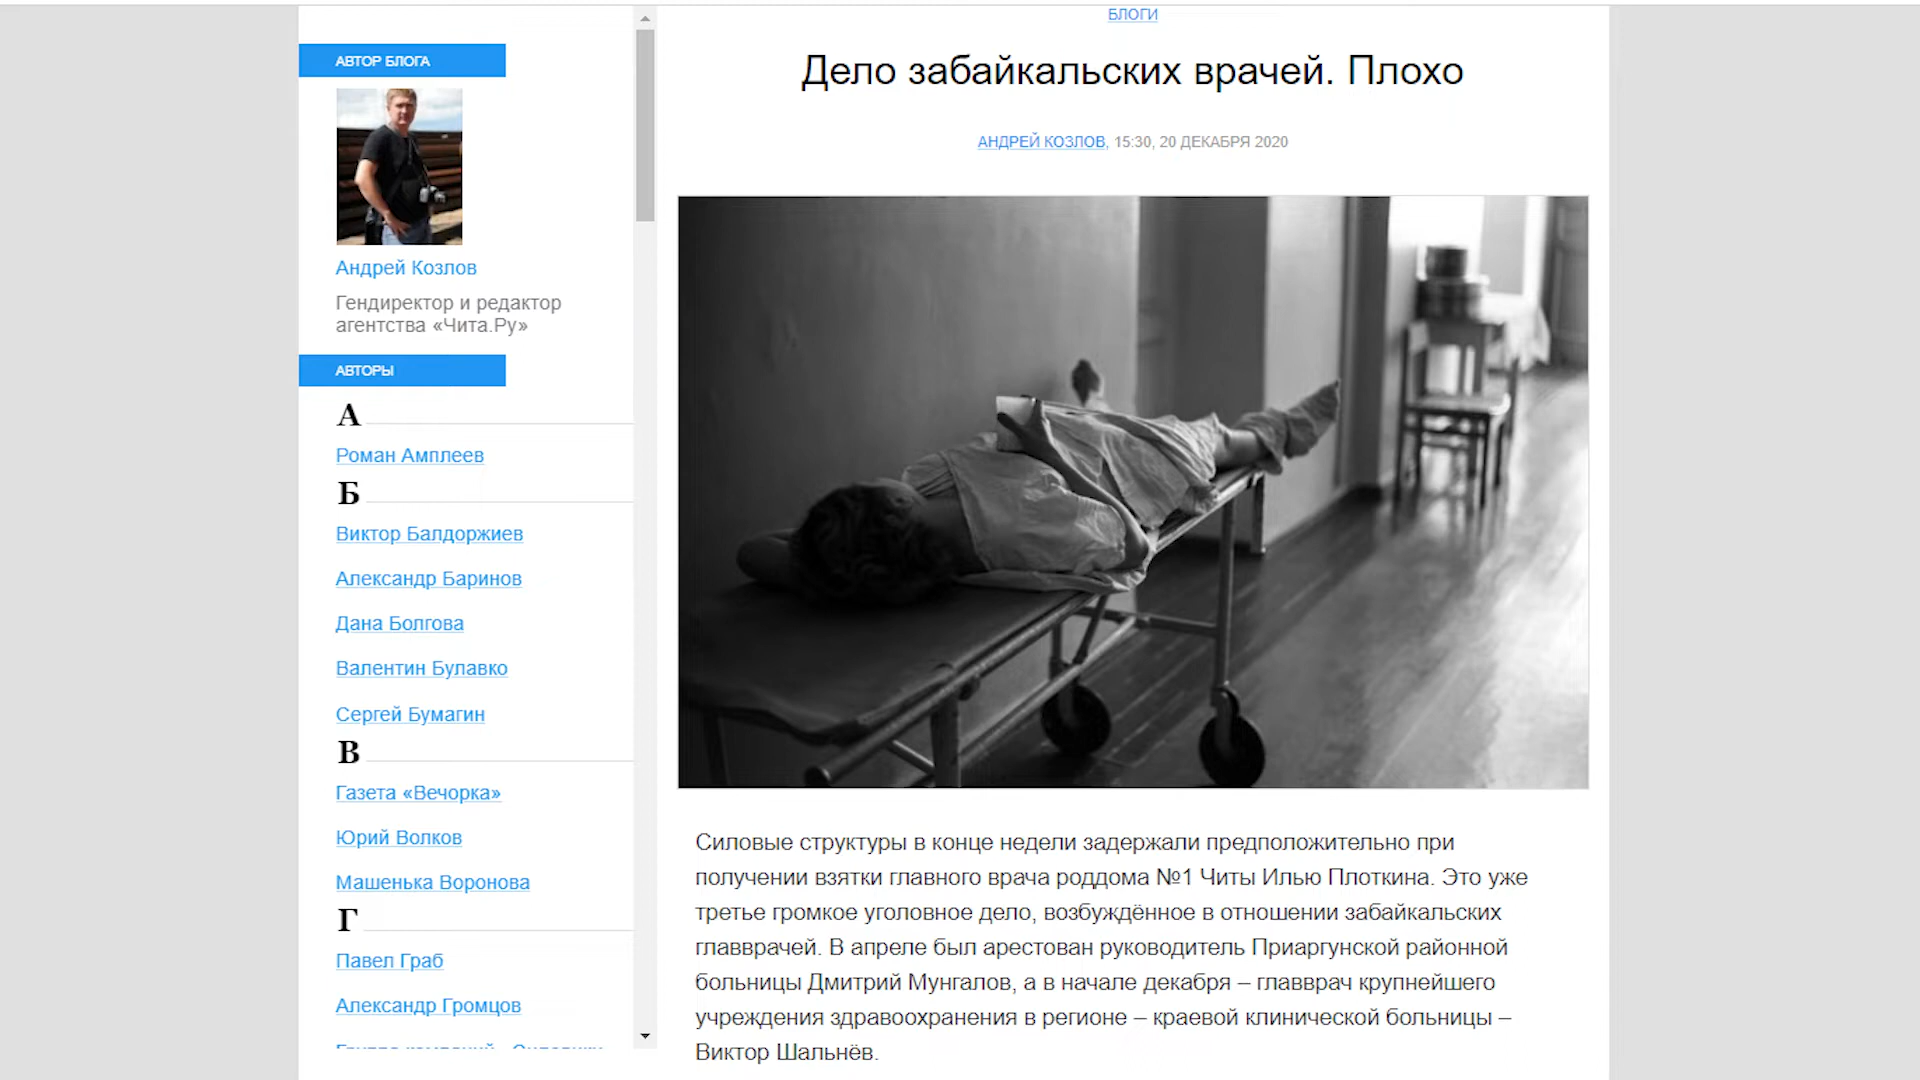 АВТОР БЛОГА
Андрей Козлов
Гендиректор и редактор
агентства «Чита.Ру»
АВТОРЫ
А
Роман Амплеев
Б
Виктор Балдоржиев
Александр Баринов
Дана Болгова
Валентин Булавко
Сергей Бумагин
В
Газета «Вечорка»
Юрий Волков
Машенька Воронова
Г
Павел Граб
Александр Громцов
БЛОГИ
Дело забайкальских врачей. Плохо
АНДРЕЙ КОЗЛОВ, 15:30, 20 ДЕКАБРЯ 2020
Силовые структуры в конце недели задержали предположительно при
получении взятки главного врача роддома №1 Читы Илью Плоткина. Это уже
третье громкое уголовное дело, возбуждённое в отношении забайкальских
главврачей. В апреле был арестован руководитель Приаргунской районной
больницы Дмитрий Мунгалов, а в начале декабря – главврач крупнейшего
учреждения здравоохранения в регионе – краевой клинической больницы –
Виктор Шальнёв.